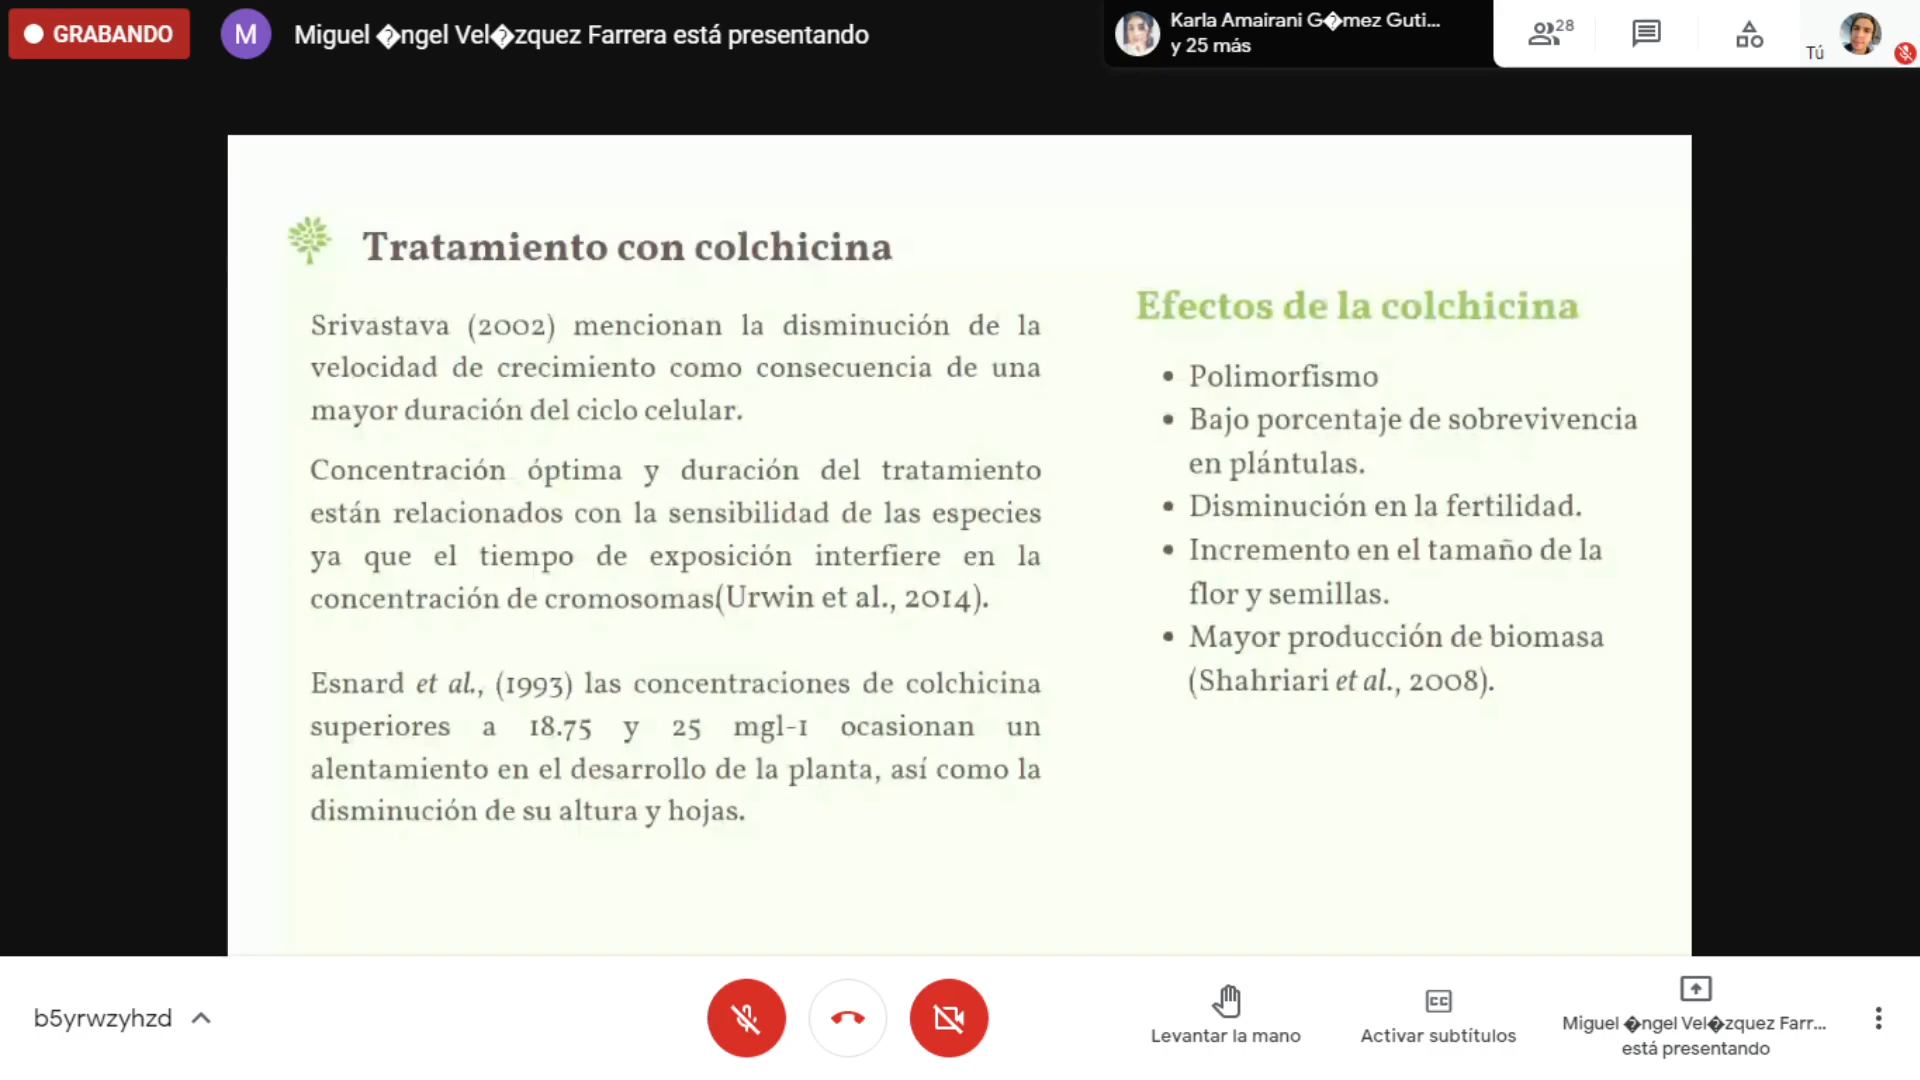 GRABANDO
M
Miguel �ngel Vel�zquez Farrera está presentando
Karla Amairani G�mez Guti...
y 25 más
28
Tú
Tratamiento con colchicina
Srivastava (2002) mencionan la disminución de la
velocidad de crecimiento como consecuencia de una
mayor duración del ciclo celular.
Concentración óptima y duración del tratamiento
están relacionados con la sensibilidad de las especies
ya que el tiempo de exposición interfiere en la
concentración de cromosomas(Urwin et al., 2014).
Esnard et al., (1993) las concentraciones de colchicina
superiores a 18.75 y 25 mgl-1 ocasionan un
alentamiento en el desarrollo de la planta, así como la
disminución de su altura y hojas.
Efectos de la colchicina
• Polimorfismo
• Bajo porcentaje de sobrevivencia
en plántulas.
• Disminución en la fertilidad.
• Incremento en el tamaño de la
flor y semillas.
• Mayor producción de biomasa
(Shahriari et al., 2008).
b5yrwzyhzd
Levantar la mano
CC
Activar subtítulos
Miguel �ngel Vel�zquez Farr...
está presentando